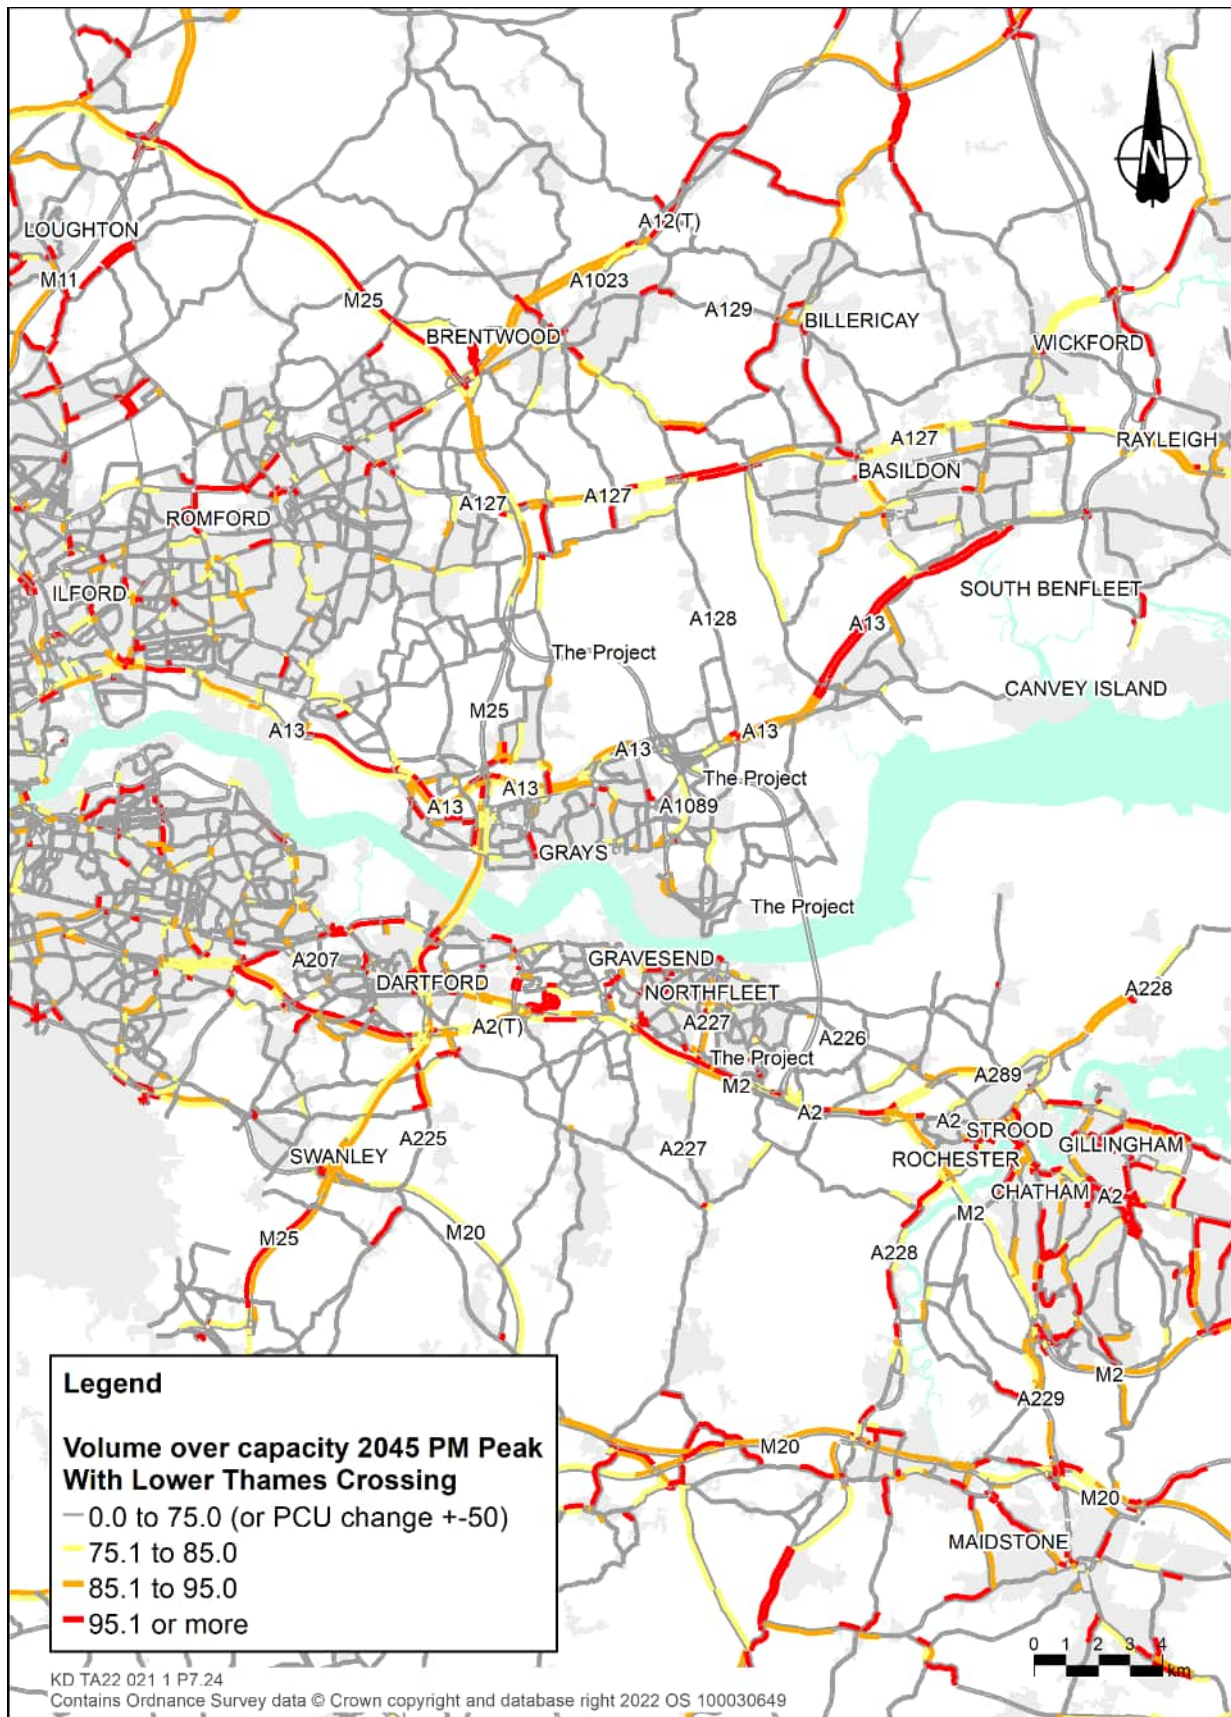 N
A12(T)
LOUGHTON
M11
A1023
M25
A129
BILLERICAY
BRENTWOOD
WICKFORD
A127
RAYLEIGH
BASILDON
A127
A127
ROMFORD
ILFORD
SOUTH BENFLEET
A128
A13
The Project
CANVEY ISLAND
M25
A13
A13
A13
The Project
A13
A13
A1089
GRAYS
The Project
A207
GRAVESEND
DARTFORD
NORTHFLEET
A228
A2(T)
A227
A226
The Project
M2
A289
A2
A2
STROOD
A225
GILLINGHAM
A227
SWANLEY
ROCHESTER
CHATHAM
A2
M2
M25
M20
A228
M2
A229
M20
M20
MAIDSTONE
Legend
Volume over capacity 2045 PM Peak
With Lower Thames Crossing
0.0 to 75.0 (or PCU change +-50)
75.1 to 85.0
85.1 to 95.0
95.1 or more
0 1 2 3 4
km
KD TA22 021 1 P7.24
Contains Ordnance Survey data © Crown copyright and database right 2022 OS 100030649